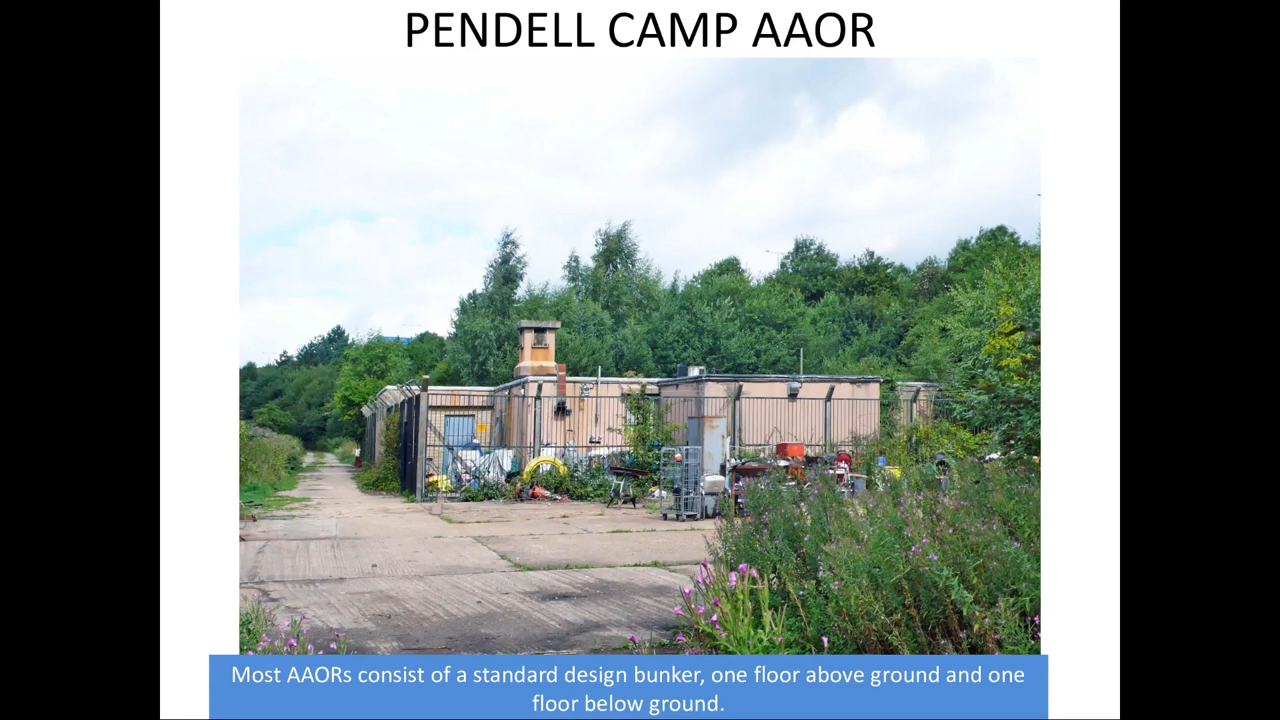 PENDELL CAMP AAOR
Most AAORs consist of a standard design bunker, one floor above ground and one
floor below ground.